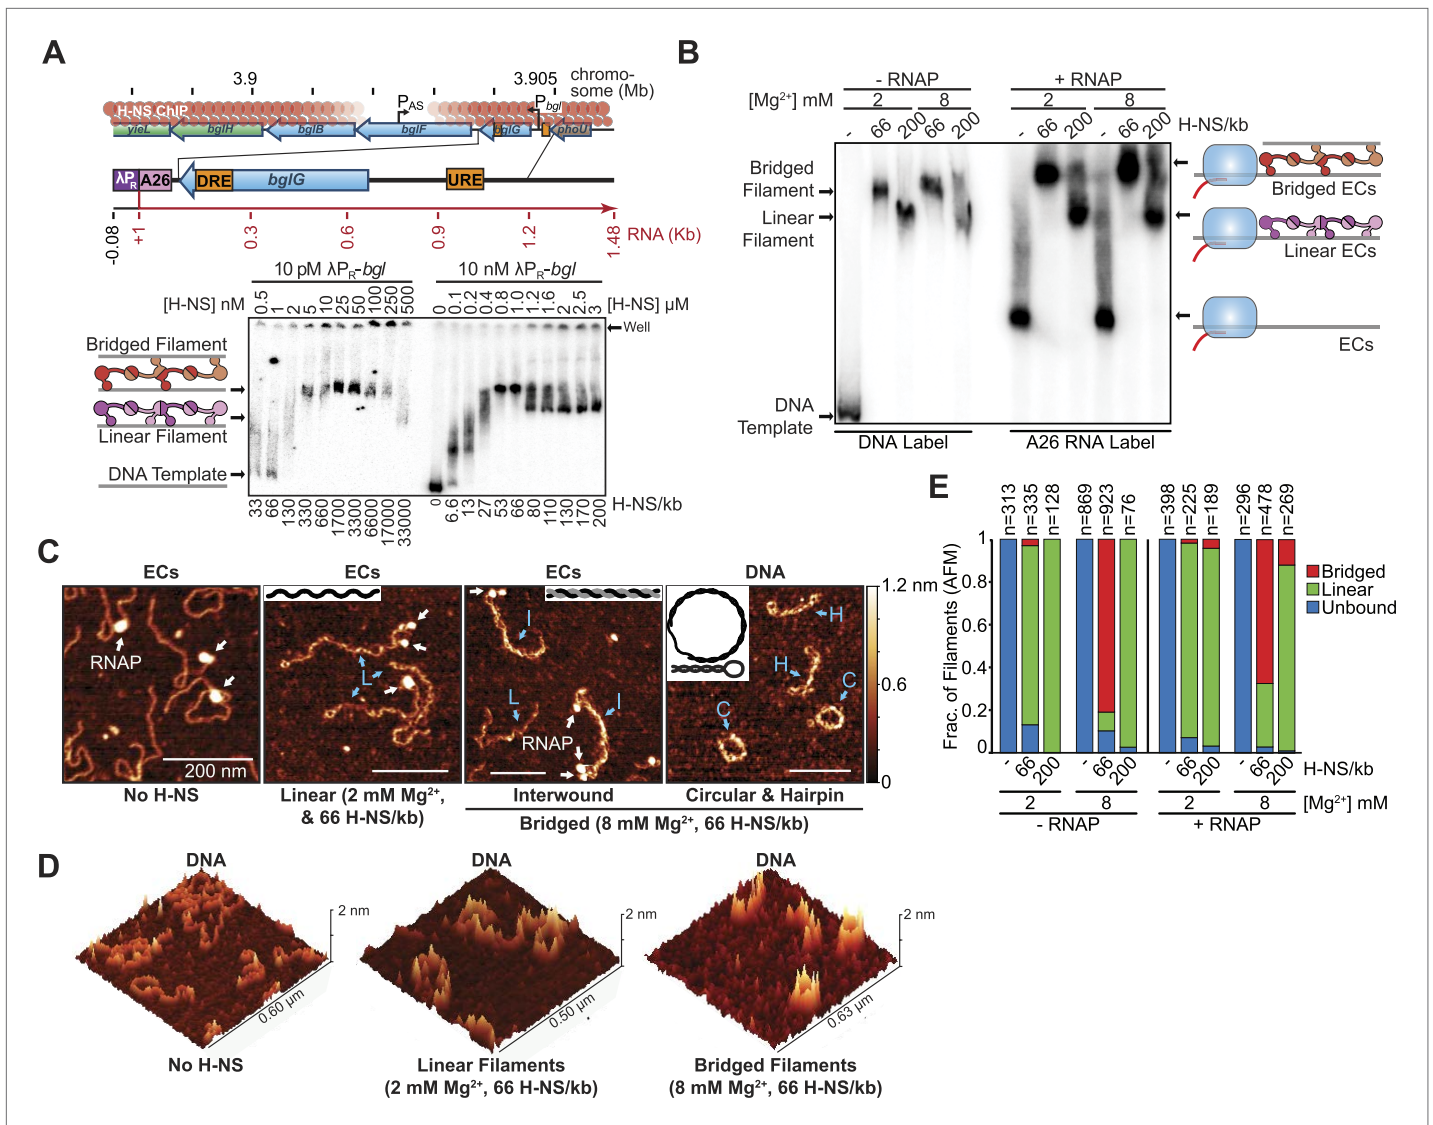 A
3.9
3.905
chromo-
some (Mb)
H-NS ChIP
PAS
Pbgl
yieL
bglH
bglB
bglF
bglG
phoU
λPR
A26
DRE
bglG
URE
-0.08
+1
0.3
0.6
0.9
1.2
1.48
RNA (Kb)
10 pM λPR-bgl
10 nM λPR-bgl
[H-NS] nM
0.5
1
2
5
10
25
50
100
250
500
0
0.1
0.2
0.4
0.8
1.0
1.2
1.6
2
2.5
3
[H-NS] µM
Well
Bridged Filament
Linear Filament
DNA Template
33
66
130
330
660
1700
3300
6600
17000
33000
0
6.6
13
27
53
66
80
110
130
170
200
H-NS/kb
B
- RNAP
+ RNAP
[Mg2+] mM
2
8
2
8
-
66
200
66
200
-
66
200
-
66
200
H-NS/kb
Bridged
Filament
Linear
Filament
DNA
Template
Bridged ECs
Linear ECs
ECs
DNA Label
A26 RNA Label
C
ECs
ECs
ECs
DNA
RNAP
200 nm
L
I
L
I
RNAP
H
H
C
C
1.2 nm
0.6
0
No H-NS
Linear (2 mM Mg2+,
& 66 H-NS/kb)
Interwound
Circular & Hairpin
Bridged (8 mM Mg2+, 66 H-NS/kb)
D
DNA
DNA
DNA
2 nm
2 nm
2 nm
0.60 µm
0.50 µm
0.63 µm
No H-NS
Linear Filaments
(2 mM Mg2+, 66 H-NS/kb)
Bridged Filaments
(8 mM Mg2+, 66 H-NS/kb)
E
n=313
n=335
n=128
n=869
n=923
n=76
n=398
n=225
n=189
n=296
n=478
n=269
Frac. of Filaments (AFM)
1
0.8
0.6
0.4
0.2
0
Bridged
Linear
Unbound
-
66
200
-
66
200
-
66
200
-
66
200
H-NS/kb
2
8
2
8
[Mg2+] mM
- RNAP
+ RNAP